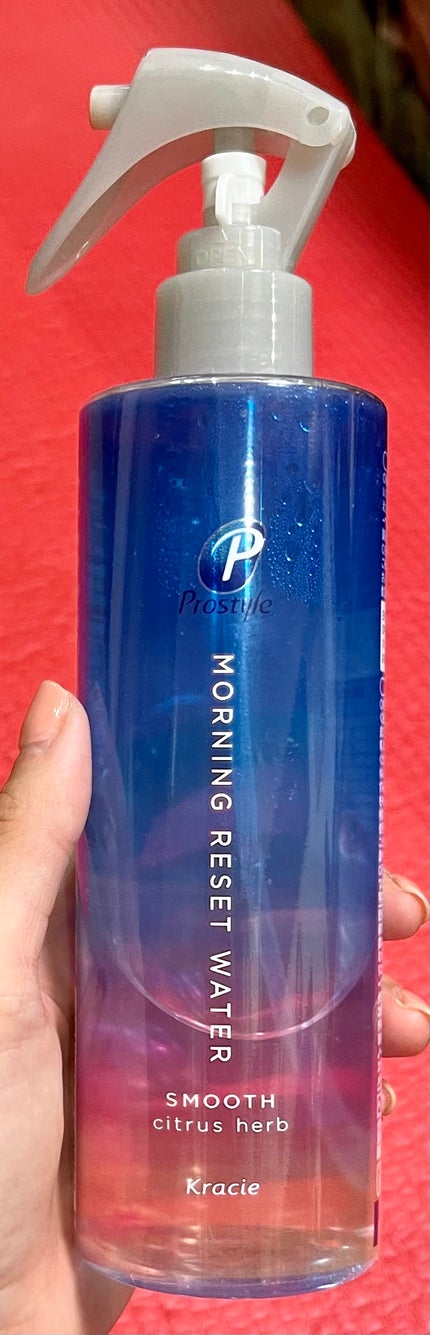 OPEN
P
Prostyle
MORNING RESET WATER
SMOOTH
citrus herb
Kracie